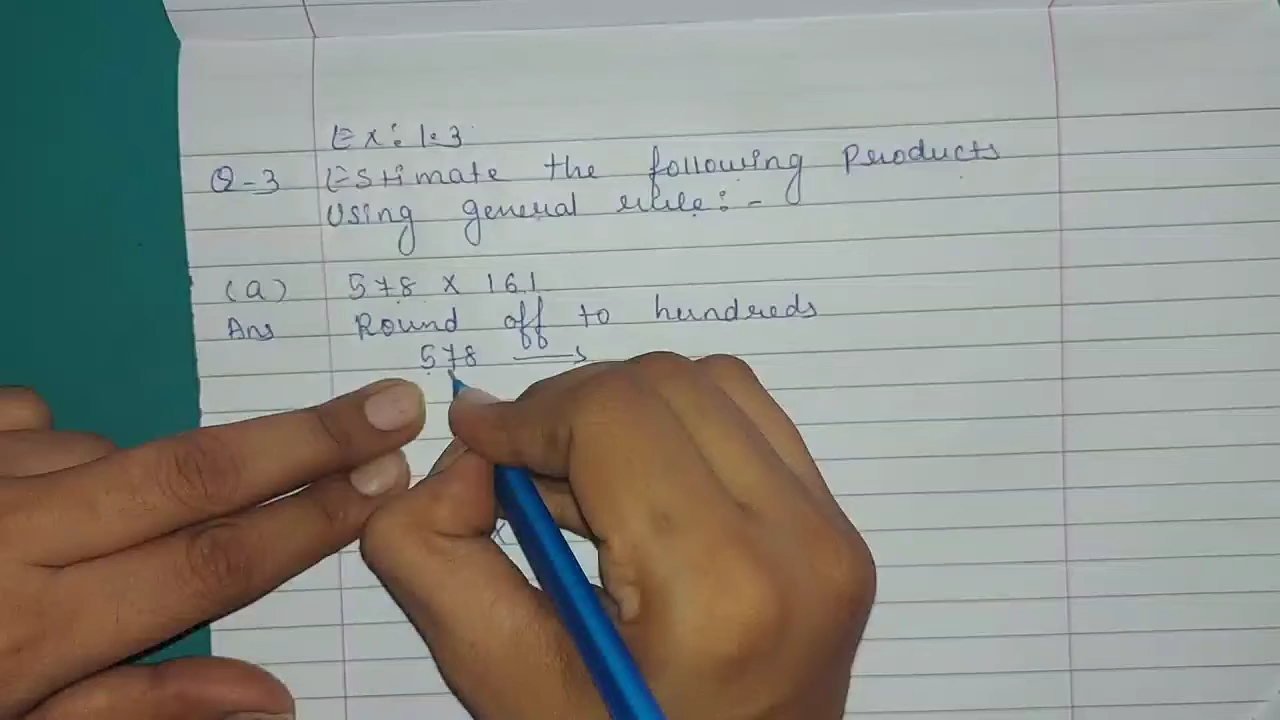 Ex: 1.3
Q-3 Estimate the following products
using general rule:-
(a) 578 x 161
Ans Round off to hundreds
578 →
x